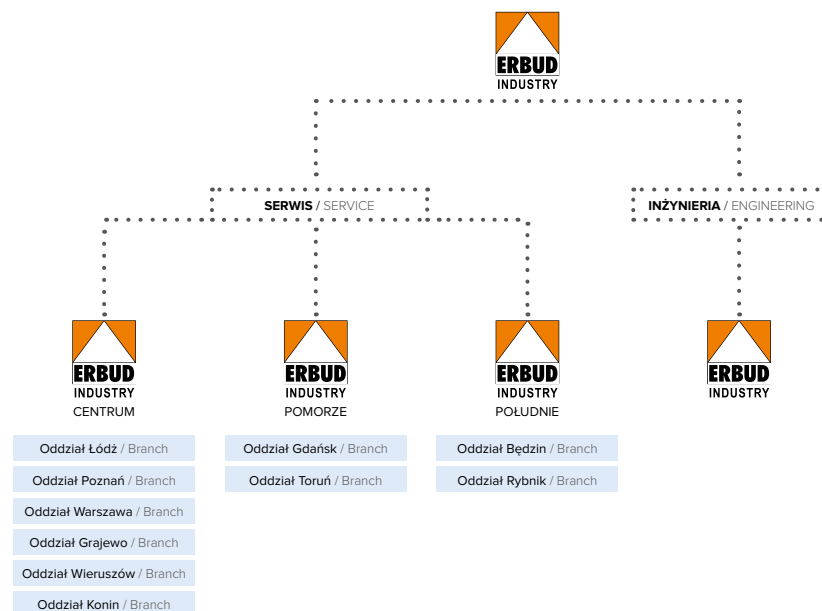 ERBUD
INDUSTRY
SERWIS / SERVICE
INŻYNIERIA / ENGINEERING
ERBUD
INDUSTRY
CENTRUM
ERBUD
INDUSTRY
POMORZE
ERBUD
INDUSTRY
POŁUDNIE
ERBUD
INDUSTRY
Oddział Łódź / Branch
Oddział Poznań / Branch
Oddział Warszawa / Branch
Oddział Grajewo / Branch
Oddział Wieruszów / Branch
Oddział Konin / Branch
Oddział Gdańsk / Branch
Oddział Toruń / Branch
Oddział Będzin / Branch
Oddział Rybnik / Branch